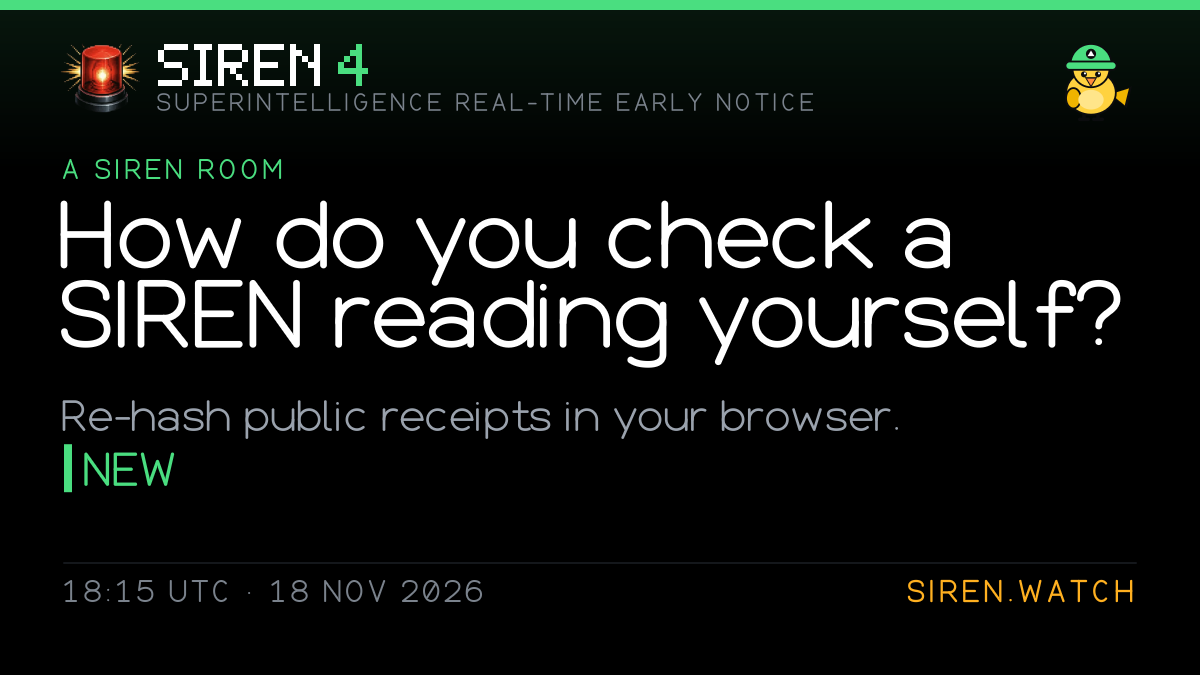 SIREN 4
SUPERINTELLIGENCE REAL-TIME EARLY NOTICE
A SIREN ROOM
How do you check a
SIREN reading yourself?
Re-hash public receipts in your browser.
NEW
18:15 UTC · 18 NOV 2026
SIREN.WATCH